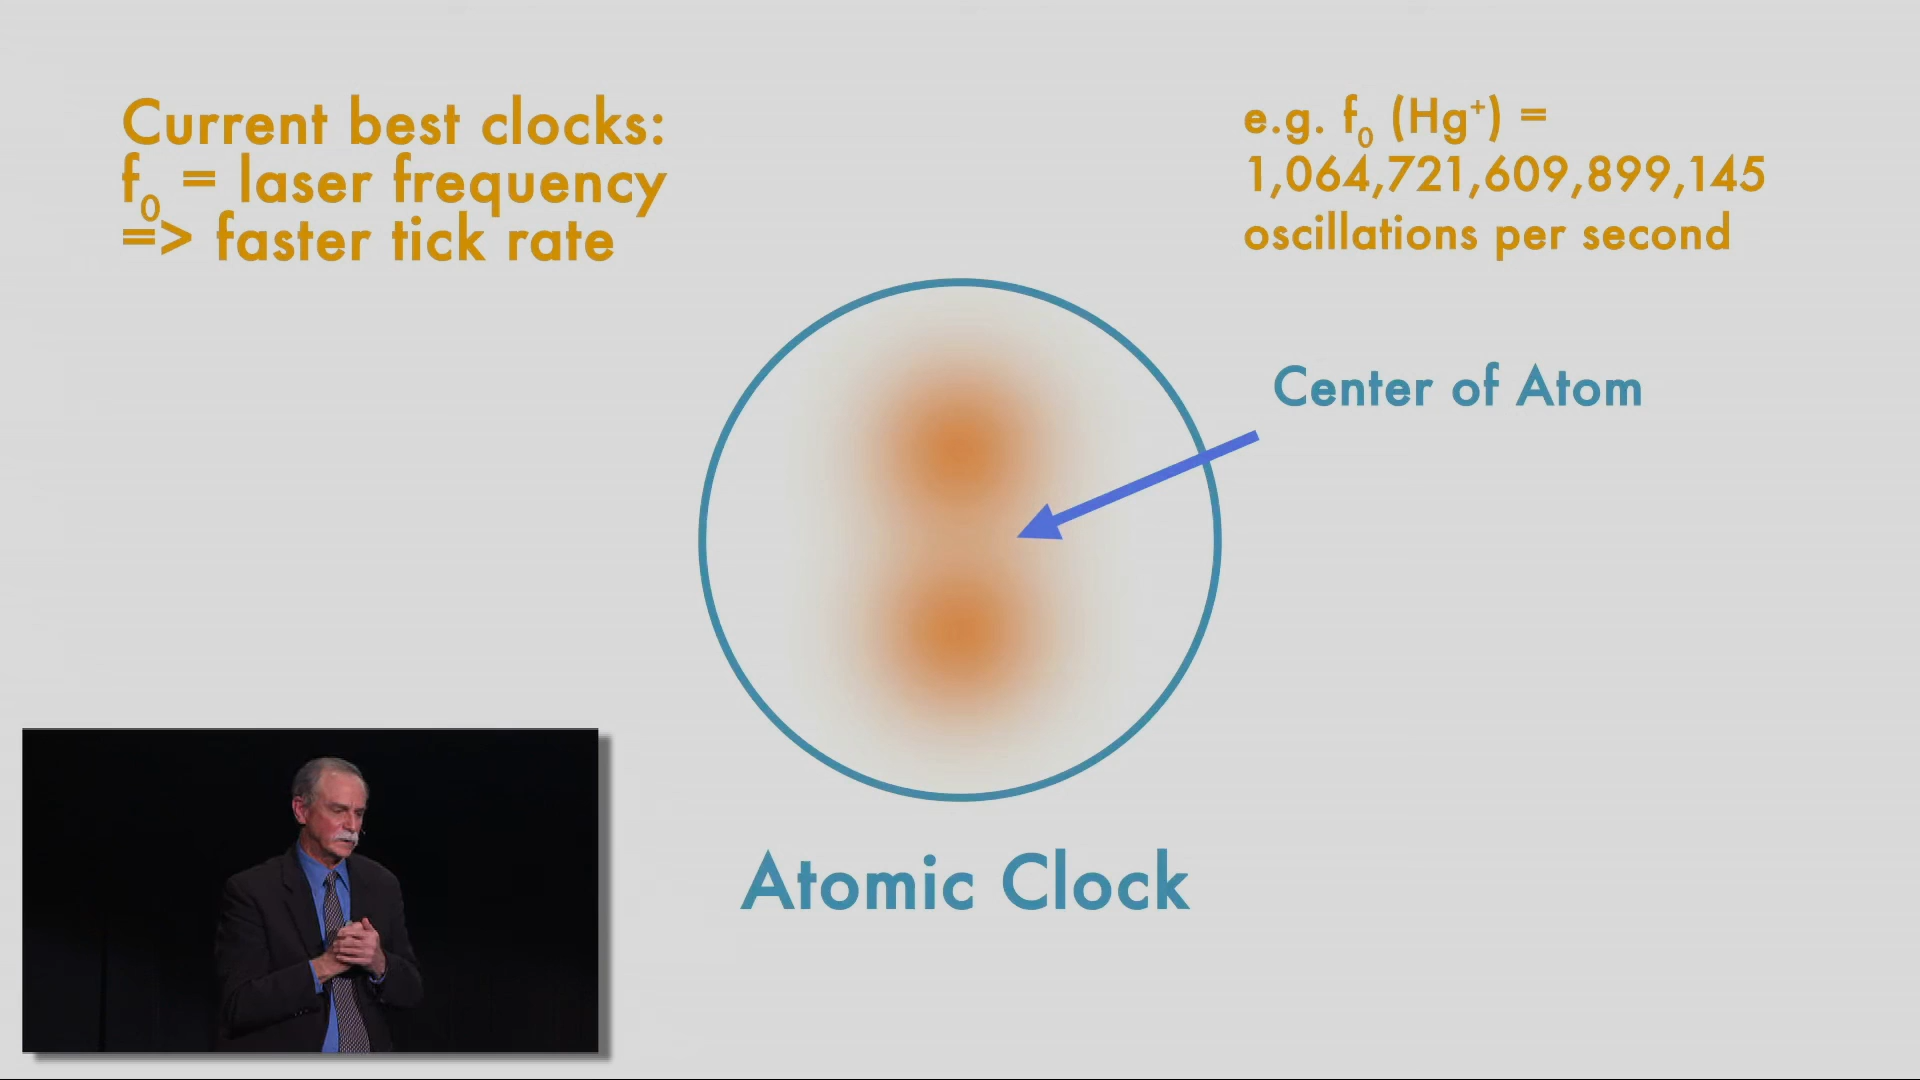 Current best clocks:
f₀ = laser frequency
=> faster tick rate
e.g. f₀ (Hg⁺) =
1,064,721,609,899,145
oscillations per second
Center of Atom
Atomic Clock